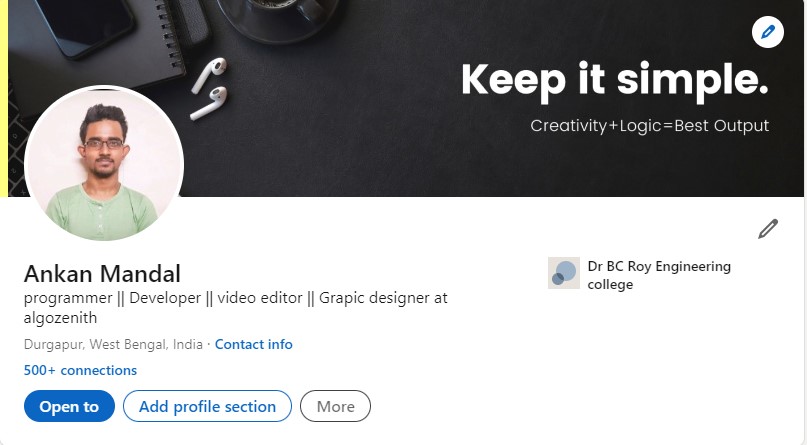 Keep it simple.
Creativity+Logic=Best Output
Ankan Mandal
programmer || Developer || video editor || Grapic designer at
algozenith
Dr BC Roy Engineering
college
Durgapur, West Bengal, India · Contact info
500+ connections
Open to
Add profile section
More